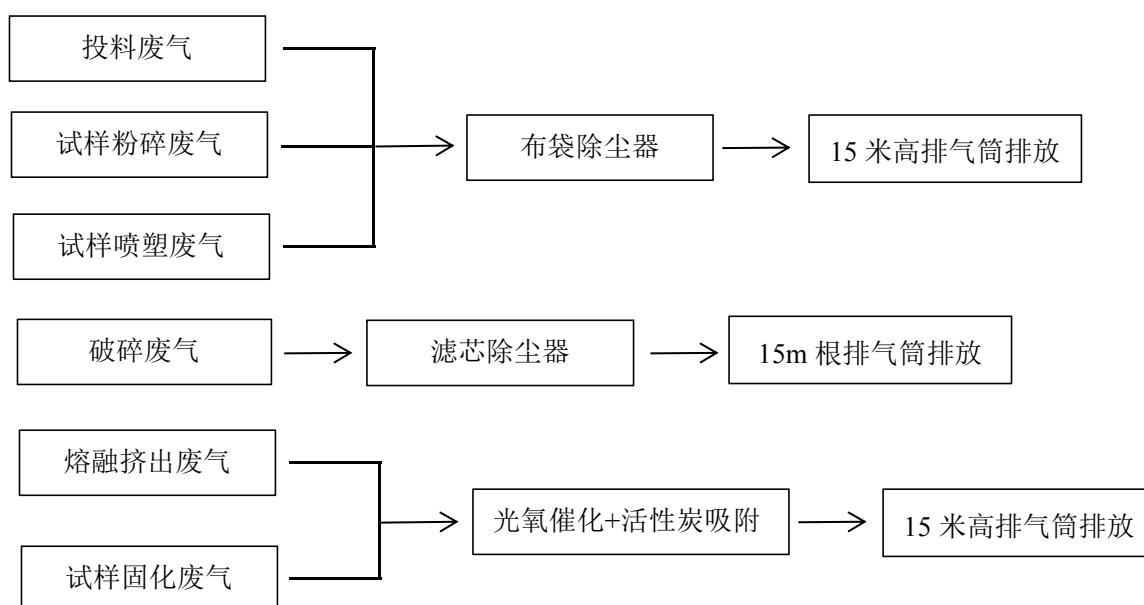 投料废气
试样粉碎废气
布袋除尘器
15 米高排气筒排放
试样喷塑废气
破碎废气
滤芯除尘器
15m 根排气筒排放
熔融挤出废气
光氧催化+活性炭吸附
15 米高排气筒排放
试样固化废气